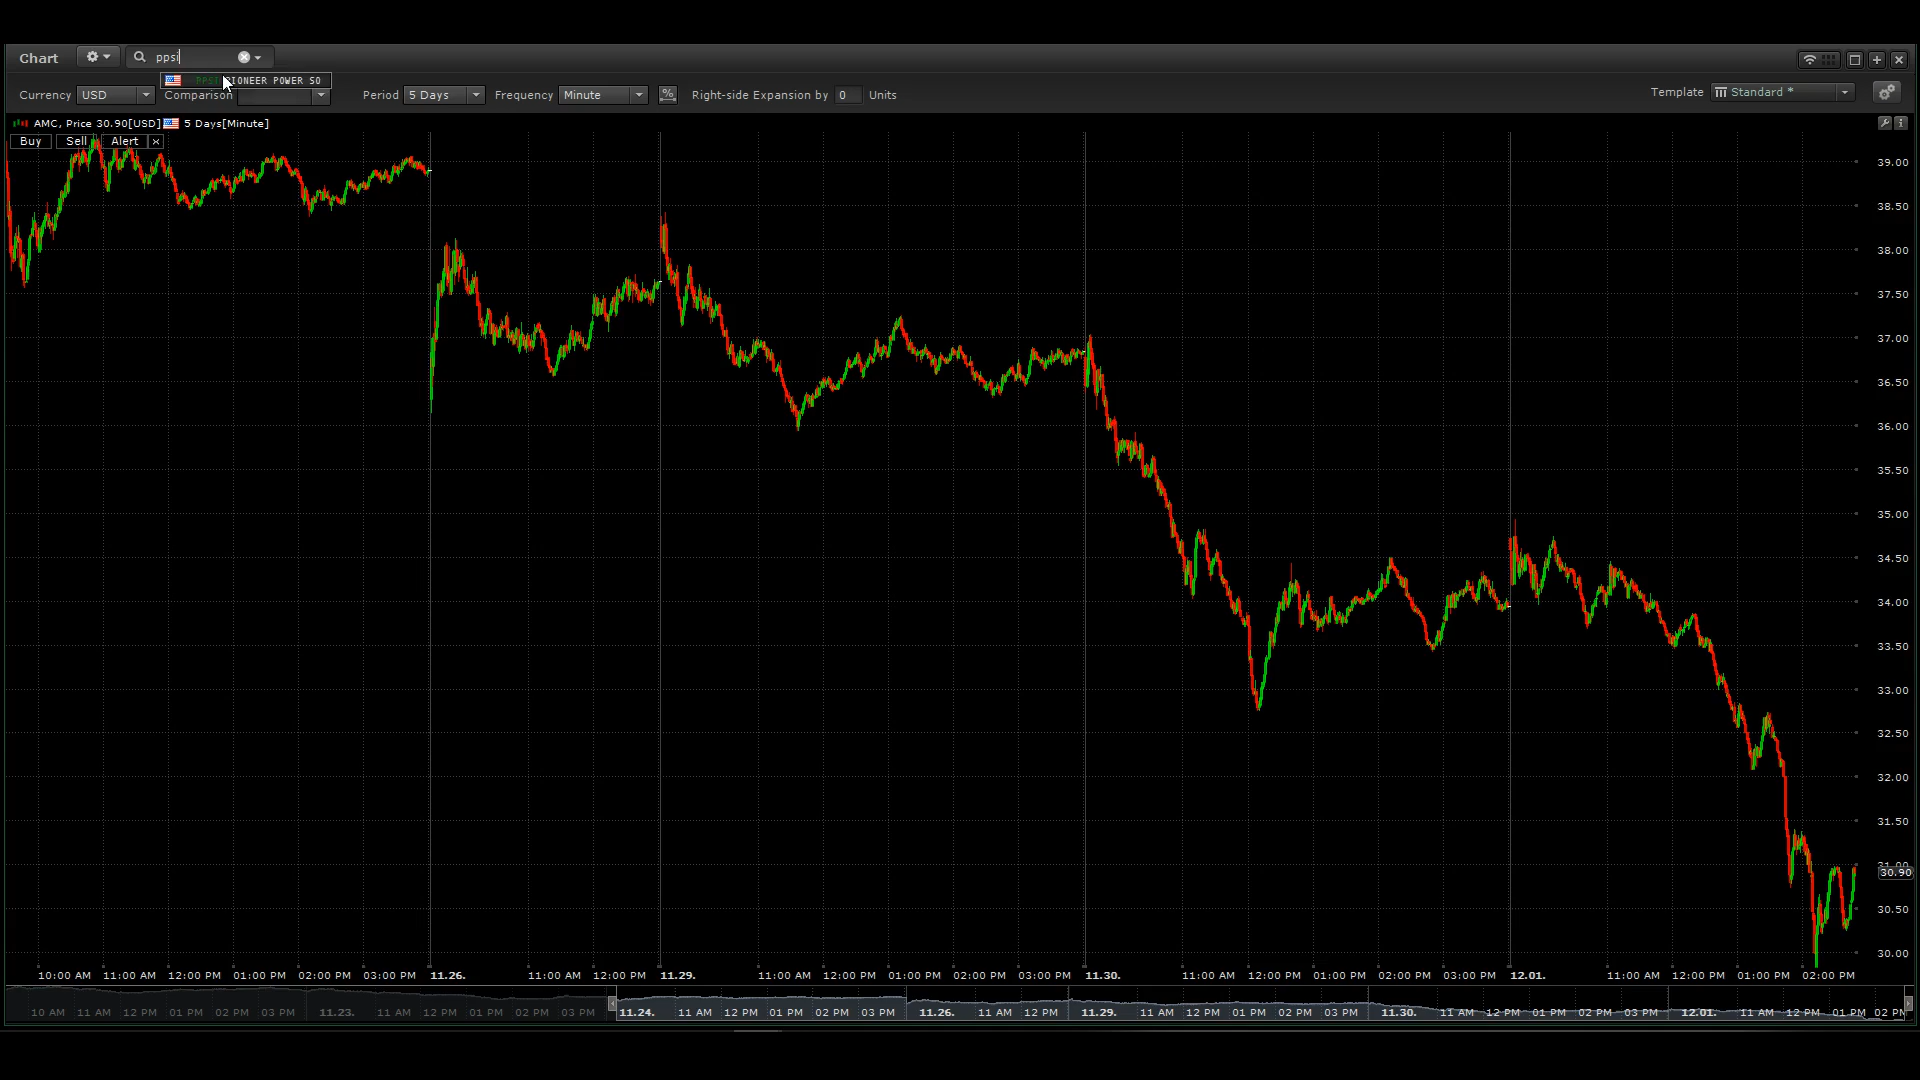 Chart ppsi
PPSI PIONEER POWER SO
Currency USD Comparison Period 5 Days Frequency Minute % Right-side Expansion by 0 Units Template Standard *
AMC, Price 30.90[USD] 5 Days[Minute]
Buy Sell Alert
39.00
38.50
38.00
37.50
37.00
36.50
36.00
35.50
35.00
34.50
34.00
33.50
33.00
32.50
32.00
31.50
31.00
30.90
30.50
30.00
10:00 AM 11:00 AM 12:00 PM 01:00 PM 02:00 PM 03:00 PM 11.26. 11:00 AM 12:00 PM 11.29. 11:00 AM 12:00 PM 01:00 PM 02:00 PM 03:00 PM 11.30. 11:00 AM 12:00 PM 01:00 PM 02:00 PM 03:00 PM 12.01. 11:00 AM 12:00 PM 01:00 PM 02:00 PM
10 AM 11 AM 12 PM 01 PM 02 PM 03 PM 11.23. 11 AM 12 PM 01 PM 02 PM 03 PM 11.24. 11 AM 12 PM 01 PM 02 PM 03 PM 11.26. 11 AM 12 PM 11.29. 11 AM 12 PM 01 PM 02 PM 03 PM 11.30. 11 AM 12 PM 01 PM 02 PM 03 PM 12.01. 11 AM 12 PM 01 PM 02 PM